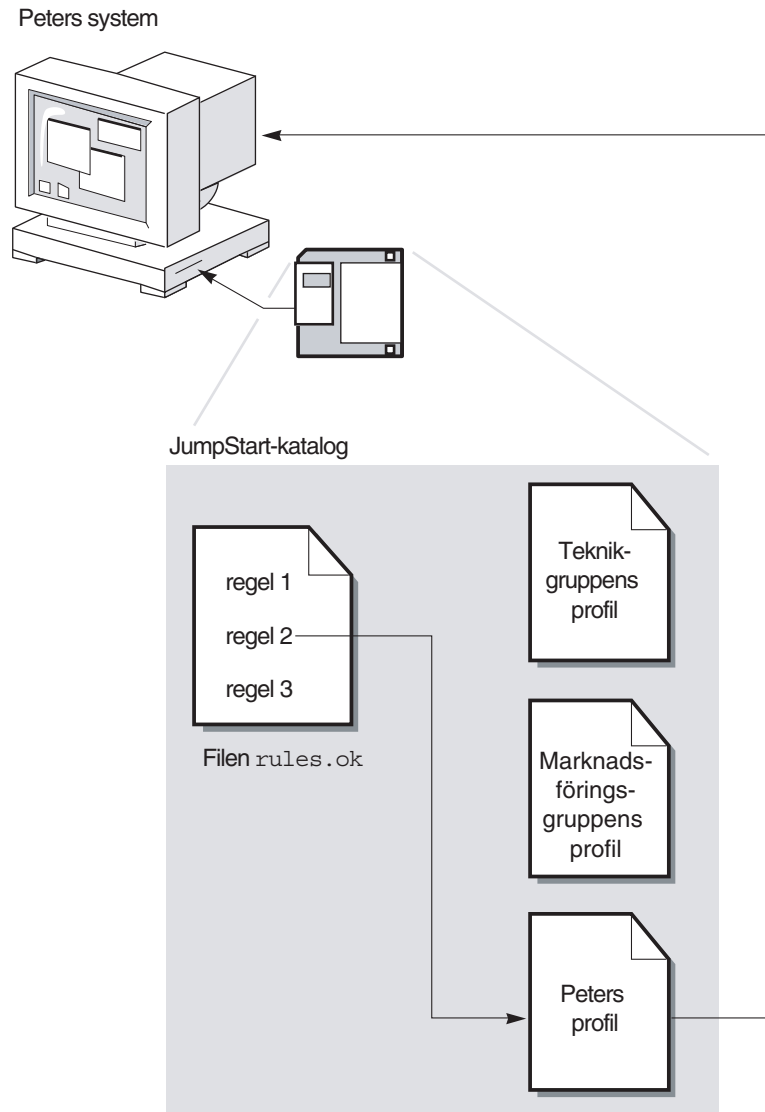 Peters system
JumpStart-katalog
regel 1
regel 2
regel 3
Filen rules.ok
Teknik-
gruppens
profil
Marknads-
förings-
gruppens
profil
Peters
profil